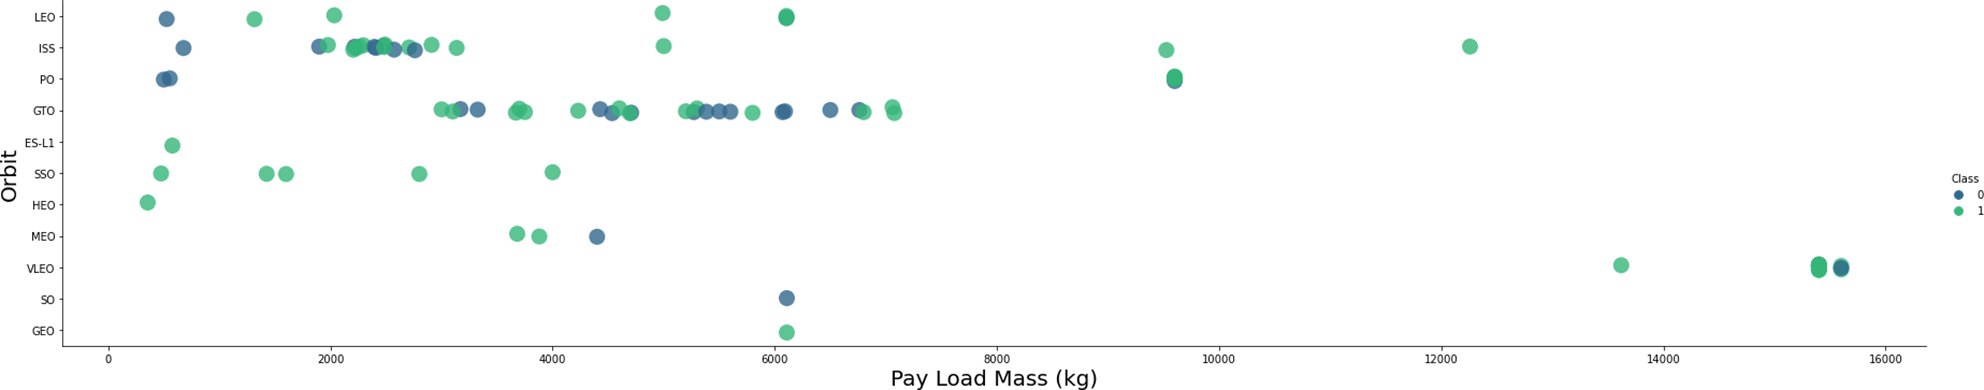 LEO
ISS
PO
GTO
ES-L1
SSO
HEO
MEO
VLEO
SO
GEO
Orbit
0 2000 4000 6000 8000 10000 12000 14000 16000
Pay Load Mass (kg)
Class
0
1